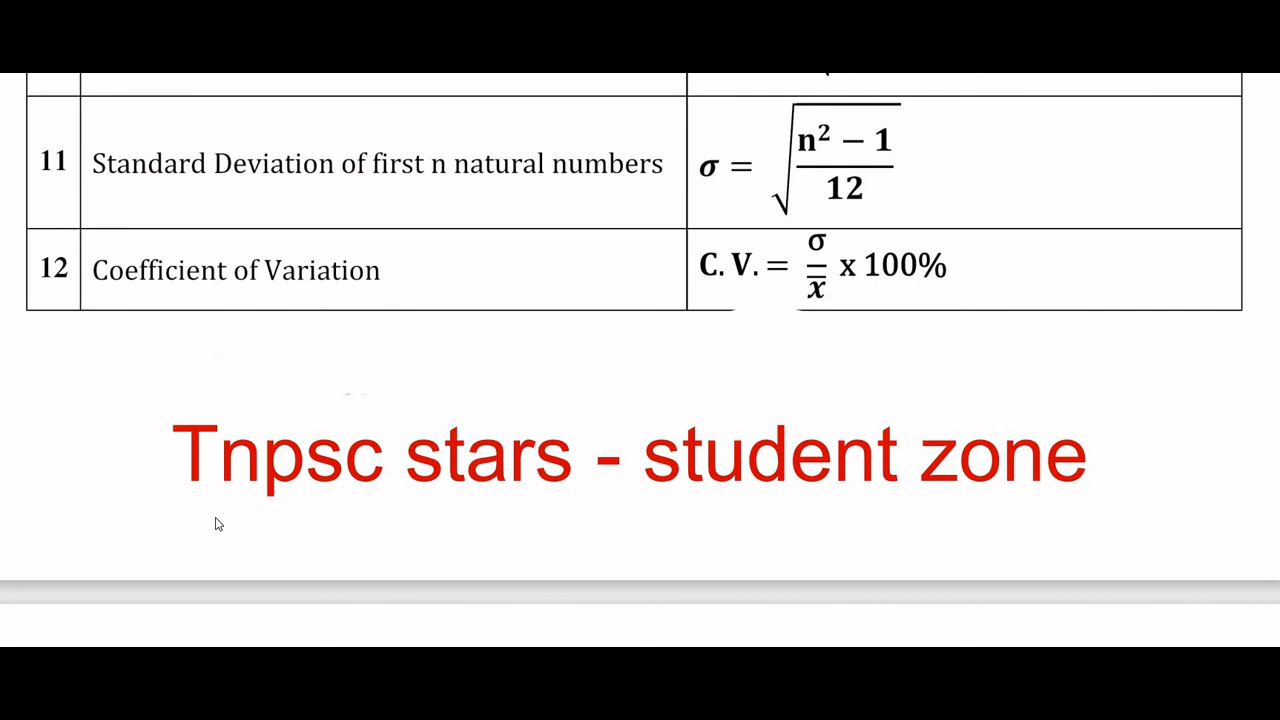 11 Standard Deviation of first n natural numbers σ = √((n² − 1)/12)
12 Coefficient of Variation C. V. = σ/x̅ x 100%
Tnpsc stars - student zone